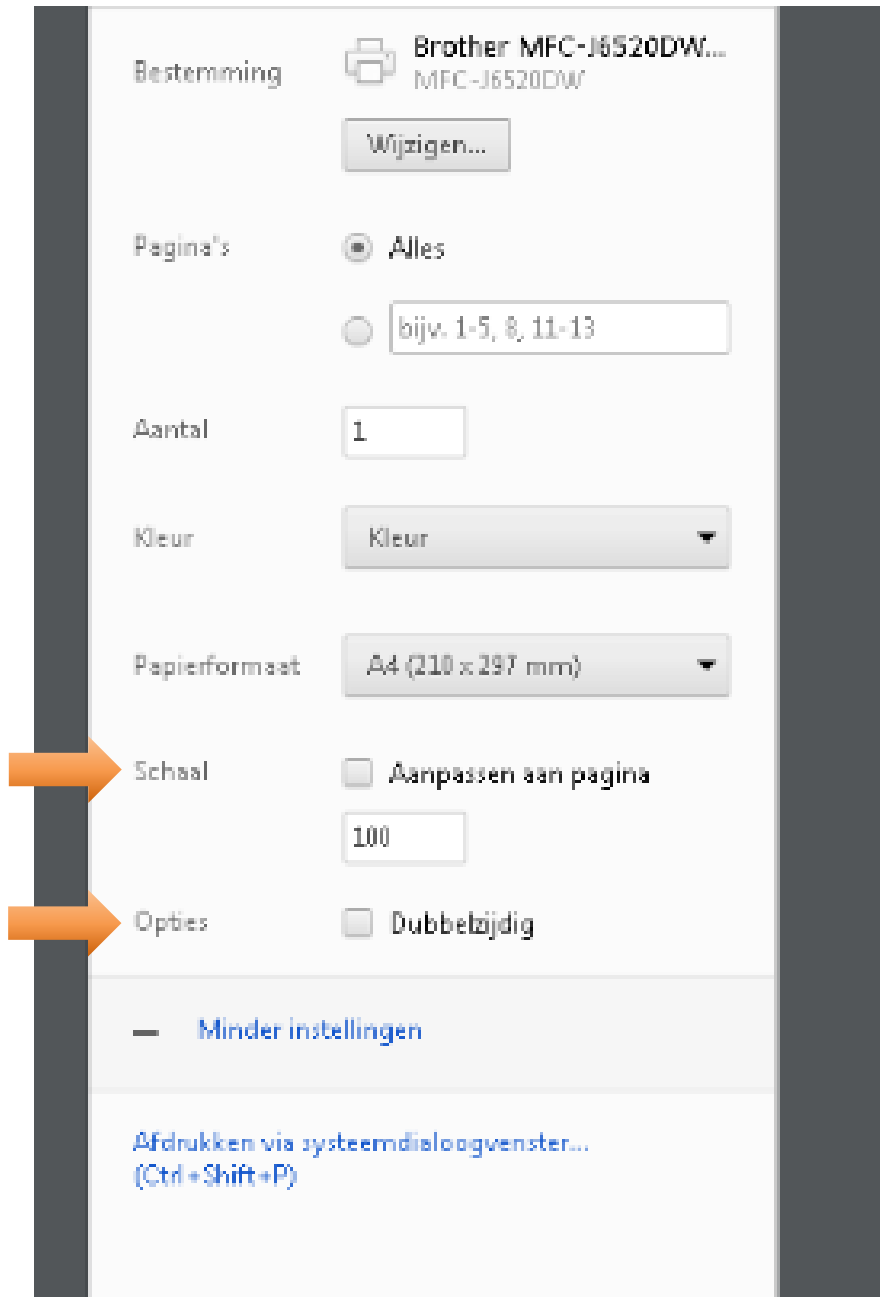 Bestemming
Brother MFC-J6520DW...
MFC-J6520DW
Wijzigen...
Pagina's
Alles
bijv. 1-5, 8, 11-13
Aantal
1
Kleur
Kleur
Papierformaat
A4 (210 x 297 mm)
Schaal
Aanpassen aan pagina
100
Opties
Dubbelzijdig
Minder instellingen
Afdrukken via systeemdialoogvenster...
(Ctrl+Shift+P)